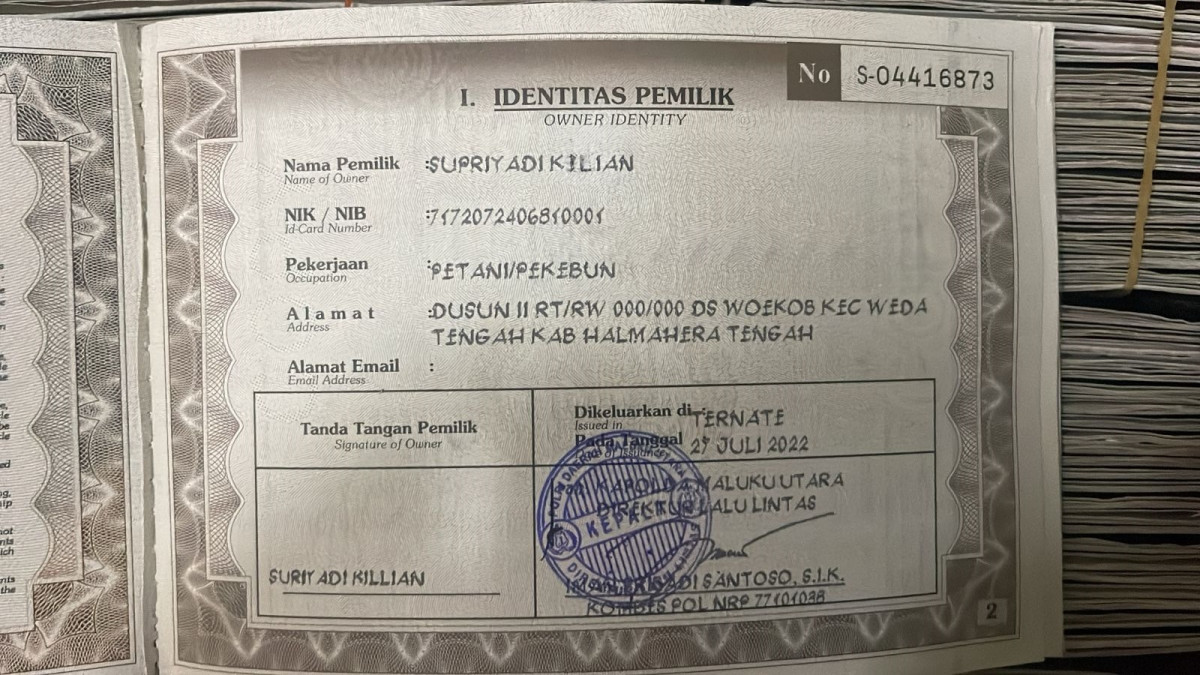 No S-04416873
I. IDENTITAS PEMILIK
OWNER IDENTITY
Nama Pemilik :SUPRIYADI KILIAN
Name of Owner
NIK / NIB :7172072406810001
Id-Card Number
Pekerjaan :PETANI/PEKEBUN
Occupation
Alamat :DUSUN II RT/RW 000/000 DS WOEKOB KEC WEDA
Address
TENGAH KAB HALMAHERA TENGAH
Alamat Email :
Email Address
Tanda Tangan Pemilik
Signature of Owner
Dikeluarkan di : TERNATE
Issued in
Pada Tanggal 27 JULI 2022
KAPOLDA MALUKU UTARA
DIREKTUR LALU LINTAS
KEPALA
SURIYADI KILLIAN
ADI SANTOSO, S.I.K.
KOMBES POL NRP 77101038
2